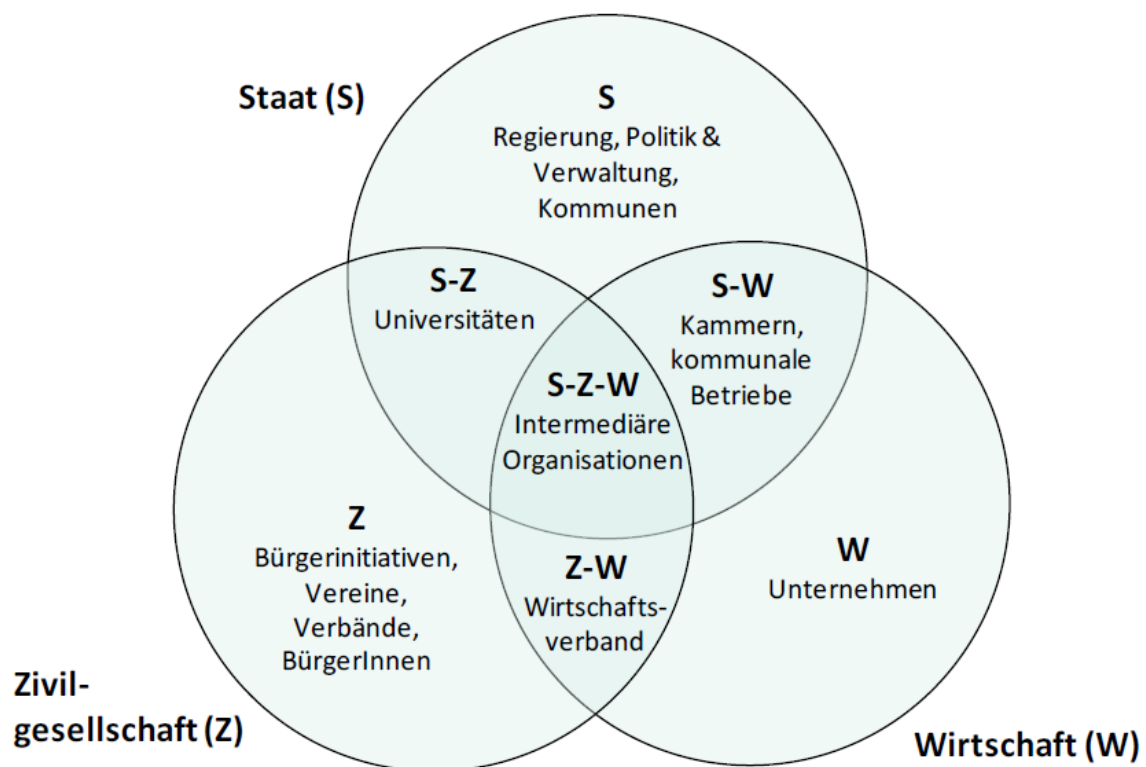 Staat (S)
S
Regierung, Politik &
Verwaltung,
Kommunen
S-Z
Universitäten
S-W
Kammern,
kommunale
Betriebe
S-Z-W
Intermediäre
Organisationen
Z
Bürgerinitiativen,
Vereine,
Verbände,
BürgerInnen
Z-W
Wirtschafts-
verband
W
Unternehmen
Zivil-
gesellschaft (Z)
Wirtschaft (W)